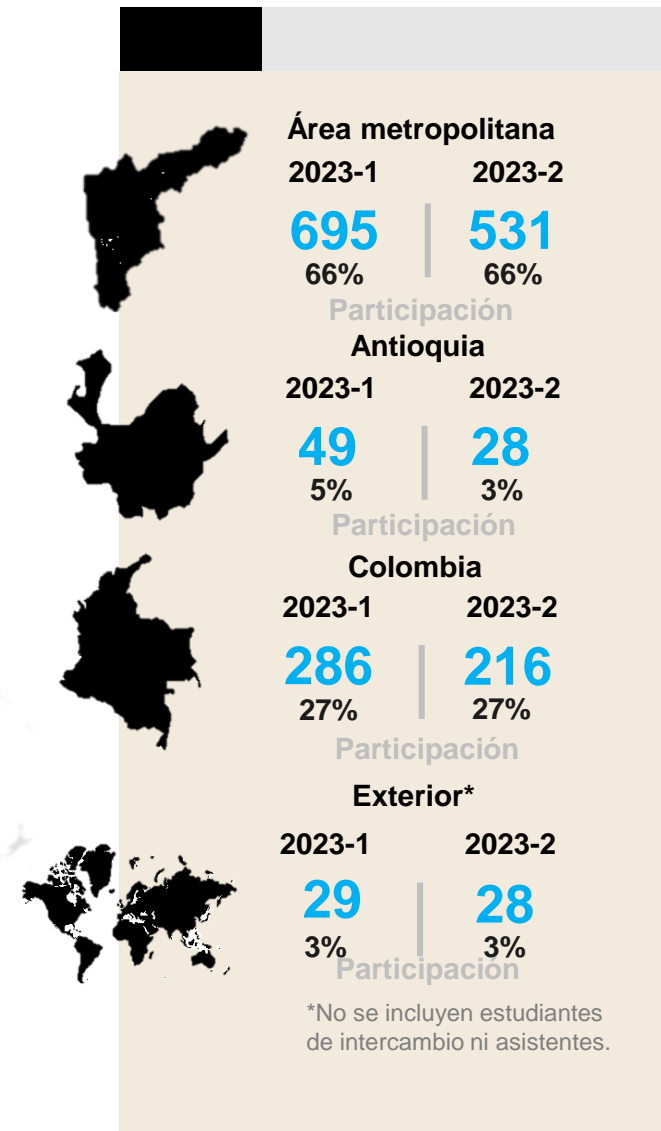 Área metropolitana
2023-1 2023-2
695 531
66% 66%
Participación
Antioquia
2023-1 2023-2
49 28
5% 3%
Participación
Colombia
2023-1 2023-2
286 216
27% 27%
Participación
Exterior*
2023-1 2023-2
29 28
3% 3%
Participación
*No se incluyen estudiantes
de intercambio ni asistentes.